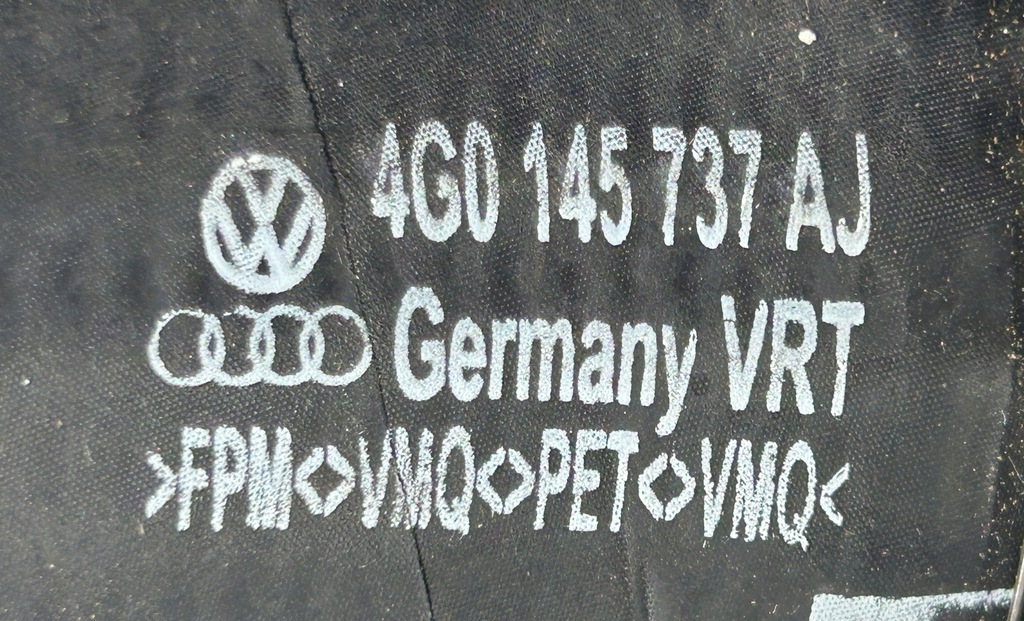 4G0 145 737 AJ
Germany VRT
>FPM<>VMQ<>PET<>VMQ<